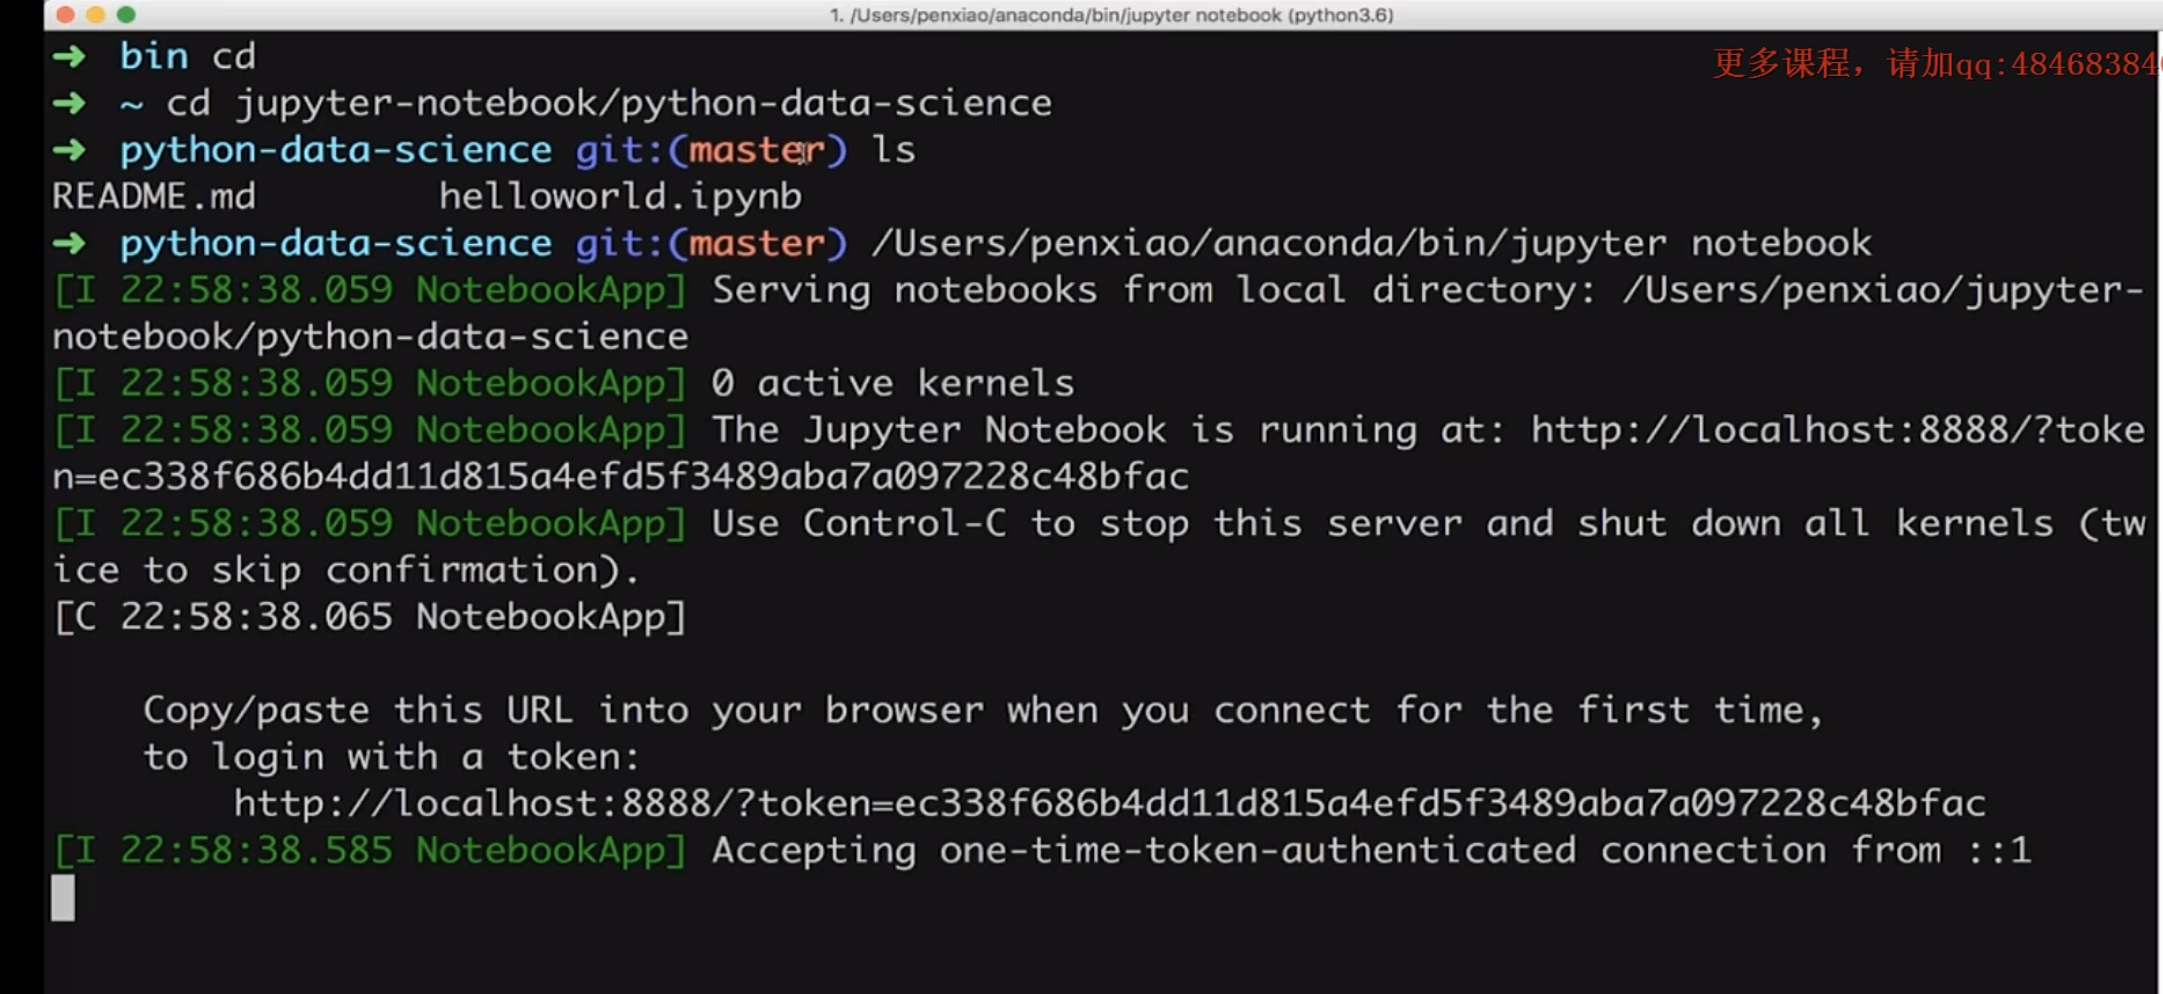 1. /Users/penxiao/anaconda/bin/jupyter notebook (python3.6)
更多课程，请加qq:48468384
➜ bin cd
➜ ~ cd jupyter-notebook/python-data-science
➜ python-data-science git:(master) ls
README.md helloworld.ipynb
➜ python-data-science git:(master) /Users/penxiao/anaconda/bin/jupyter notebook
[I 22:58:38.059 NotebookApp] Serving notebooks from local directory: /Users/penxiao/jupyter-
notebook/python-data-science
[I 22:58:38.059 NotebookApp] 0 active kernels
[I 22:58:38.059 NotebookApp] The Jupyter Notebook is running at: http://localhost:8888/?toke
n=ec338f686b4dd11d815a4efd5f3489aba7a097228c48bfac
[I 22:58:38.059 NotebookApp] Use Control-C to stop this server and shut down all kernels (tw
ice to skip confirmation).
[C 22:58:38.065 NotebookApp]
Copy/paste this URL into your browser when you connect for the first time,
to login with a token:
http://localhost:8888/?token=ec338f686b4dd11d815a4efd5f3489aba7a097228c48bfac
[I 22:58:38.585 NotebookApp] Accepting one-time-token-authenticated connection from ::1